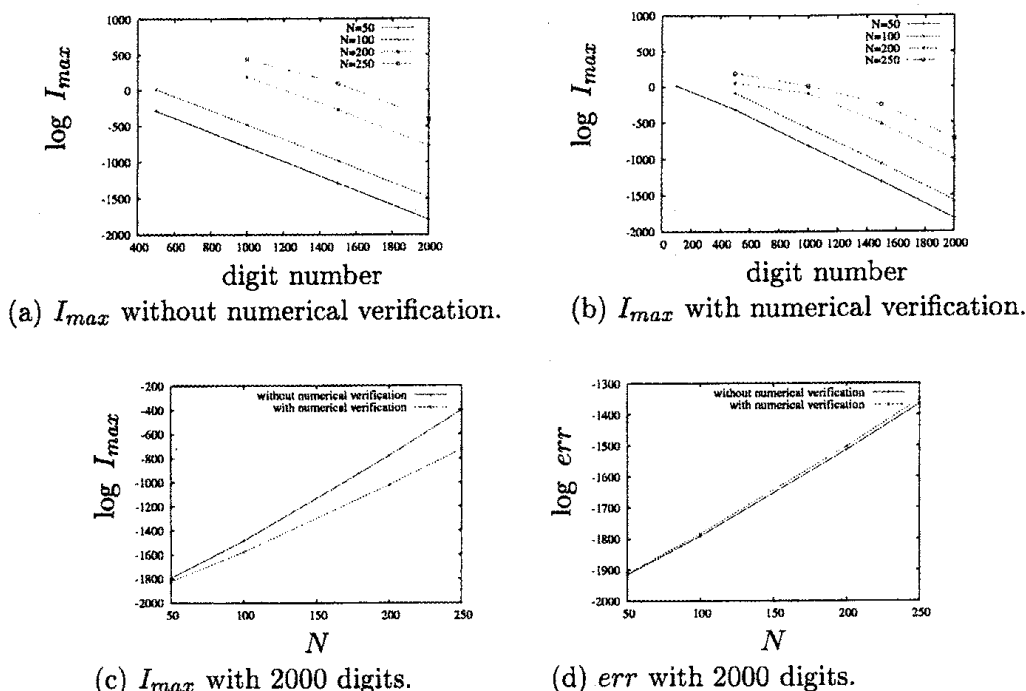 N=50
N=100
N=200
N=250
log I_max
1000
500
0
-500
-1000
-1500
-2000
400 600 800 1000 1200 1400 1600 1800 2000
digit number
(a) I_max without numerical verification.
N=50
N=100
N=200
N=250
log I_max
1000
500
0
-500
-1000
-1500
-2000
0 200 400 600 800 1000 1200 1400 1600 1800 2000
digit number
(b) I_max with numerical verification.
without numerical verification
with numerical verification
log I_max
-200
-400
-600
-800
-1000
-1200
-1400
-1600
-1800
-2000
50 100 150 200 250
N
(c) I_max with 2000 digits.
without numerical verification
with numerical verification
log err
-1300
-1400
-1500
-1600
-1700
-1800
-1900
-2000
50 100 150 200 250
N
(d) err with 2000 digits.